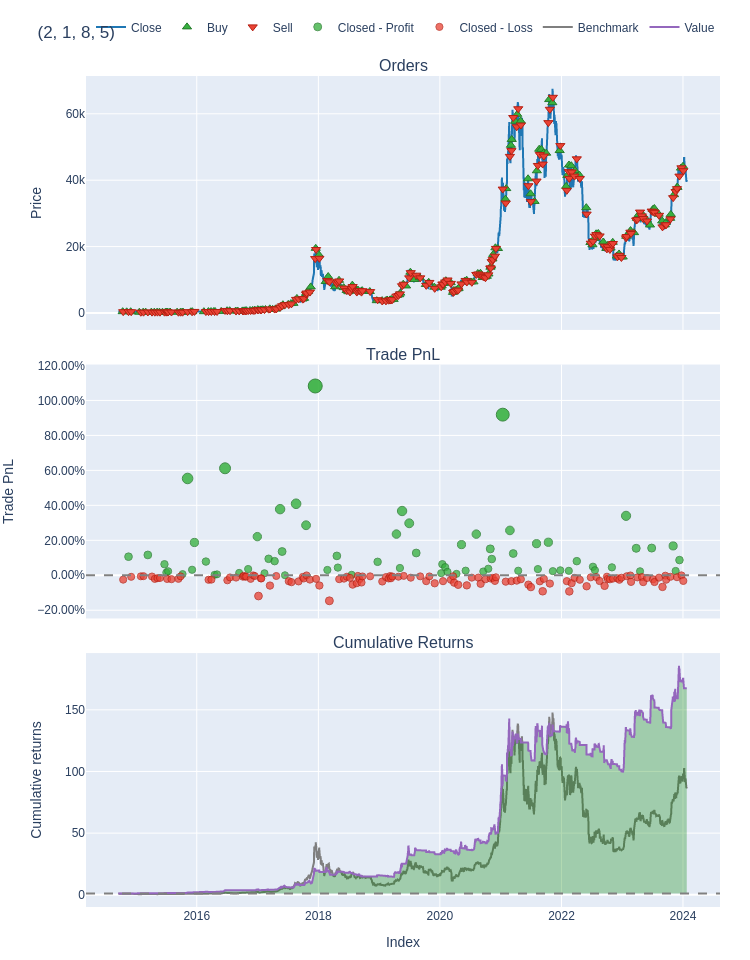 (2, 1, 8, 5)
Close Buy Sell Closed - Profit Closed - Loss Benchmark Value
Orders
60k
40k
20k
0
Price
Trade PnL
120.00%
100.00%
80.00%
60.00%
40.00%
20.00%
0.00%
−20.00%
Trade PnL
Cumulative Returns
150
100
50
0
Cumulative returns
2016 2018 2020 2022 2024
Index